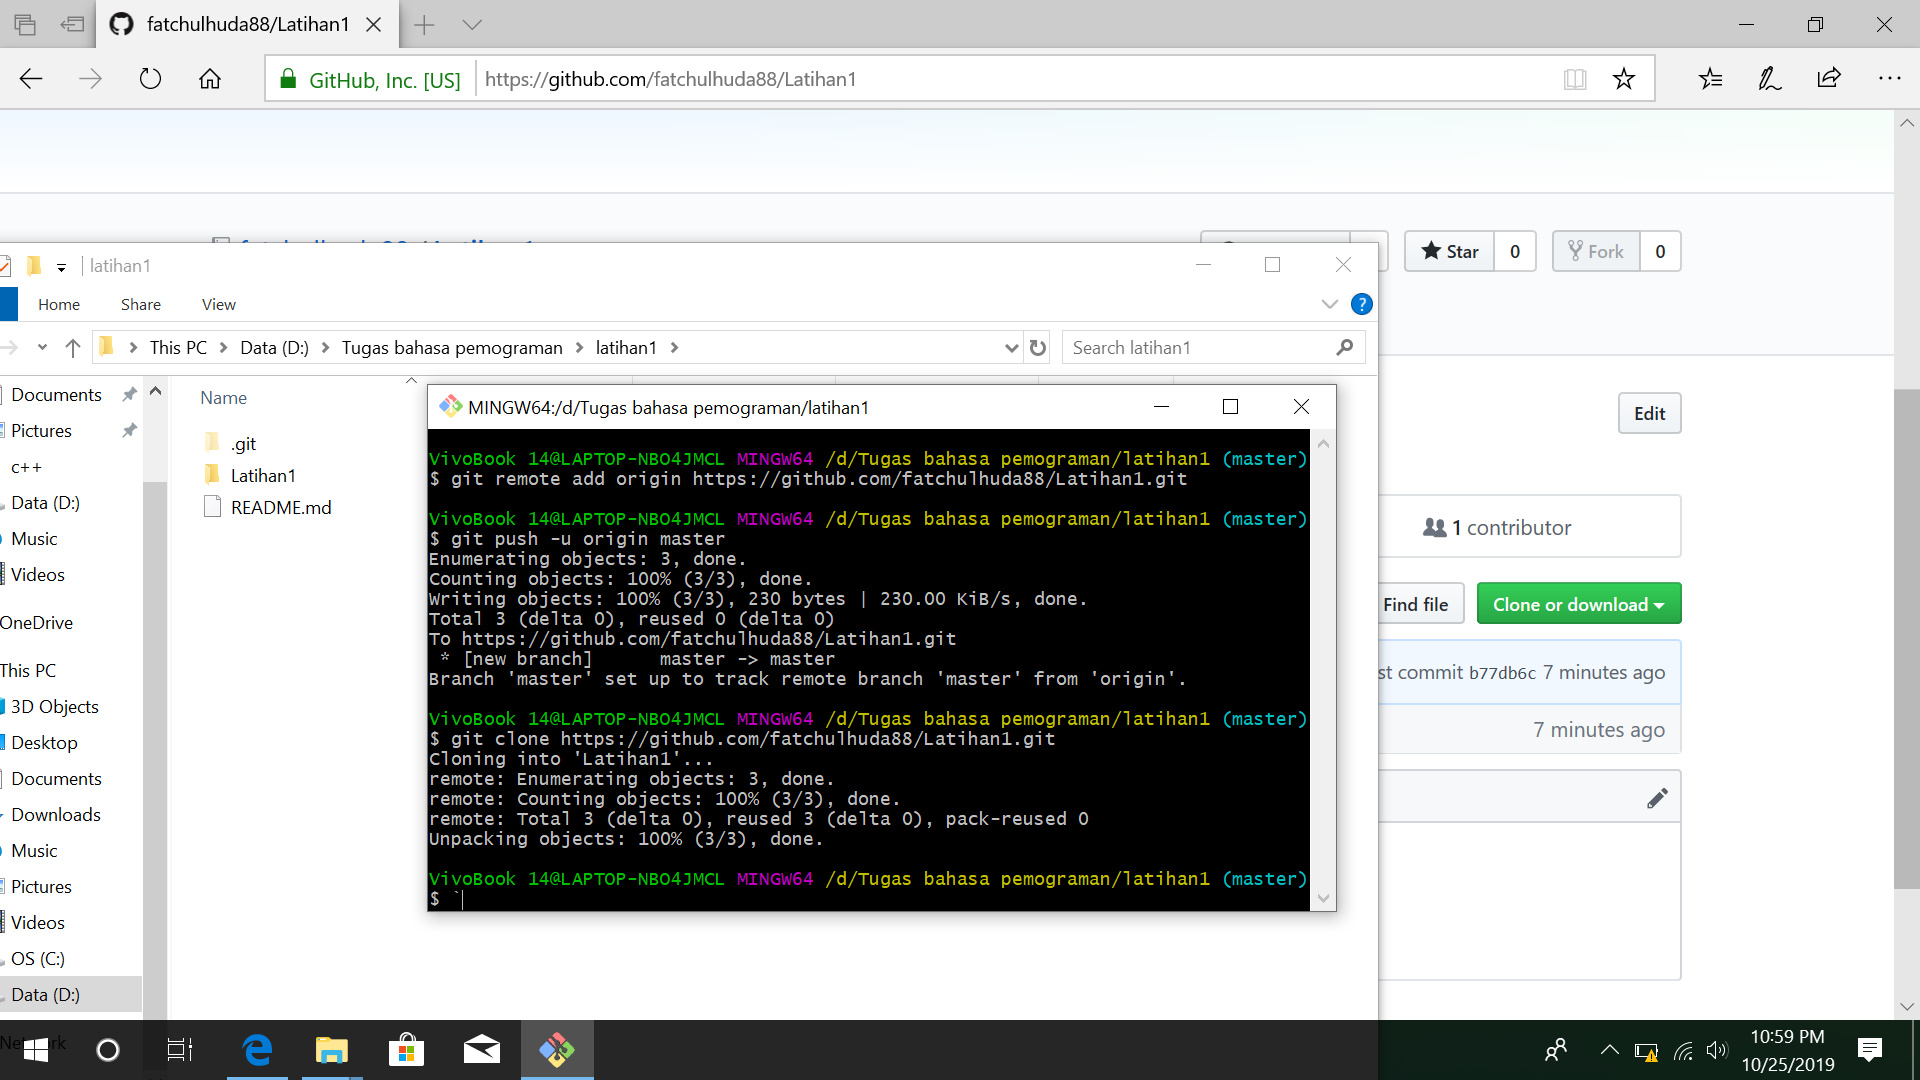 fatchulhuda88/Latihan1
GitHub, Inc. [US]
https://github.com/fatchulhuda88/Latihan1
Star 0
Fork 0
latihan1
Home Share View
This PC Data (D:) Tugas bahasa pemograman latihan1
Search latihan1
Name
.git
Latihan1
README.md
Documents
Pictures
c++
Data (D:)
Music
Videos
OneDrive
This PC
3D Objects
Desktop
Documents
Downloads
Music
Pictures
Videos
OS (C:)
Data (D:)
MINGW64:/d/Tugas bahasa pemograman/latihan1
VivoBook 14@LAPTOP-NBO4JMCL MINGW64 /d/Tugas bahasa pemograman/latihan1 (master)
$ git remote add origin https://github.com/fatchulhuda88/Latihan1.git
VivoBook 14@LAPTOP-NBO4JMCL MINGW64 /d/Tugas bahasa pemograman/latihan1 (master)
$ git push -u origin master
Enumerating objects: 3, done.
Counting objects: 100% (3/3), done.
Writing objects: 100% (3/3), 230 bytes | 230.00 KiB/s, done.
Total 3 (delta 0), reused 0 (delta 0)
To https://github.com/fatchulhuda88/Latihan1.git
* [new branch]      master -> master
Branch 'master' set up to track remote branch 'master' from 'origin'.
VivoBook 14@LAPTOP-NBO4JMCL MINGW64 /d/Tugas bahasa pemograman/latihan1 (master)
$ git clone https://github.com/fatchulhuda88/Latihan1.git
Cloning into 'Latihan1'...
remote: Enumerating objects: 3, done.
remote: Counting objects: 100% (3/3), done.
remote: Total 3 (delta 0), reused 3 (delta 0), pack-reused 0
Unpacking objects: 100% (3/3), done.
VivoBook 14@LAPTOP-NBO4JMCL MINGW64 /d/Tugas bahasa pemograman/latihan1 (master)
$ `
Edit
1 contributor
Find file
Clone or download
st commit b77db6c 7 minutes ago
7 minutes ago
10:59 PM
10/25/2019